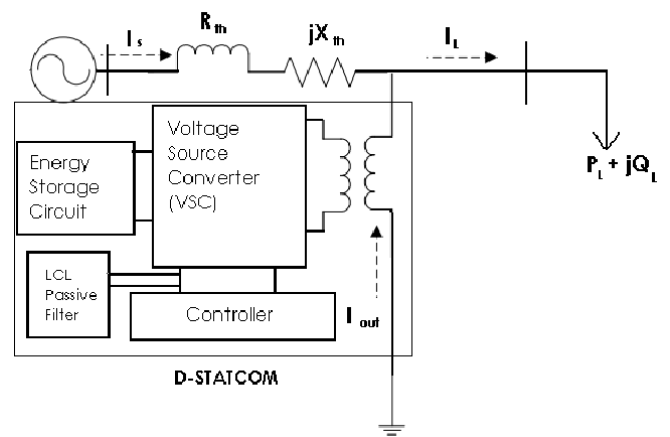 I s
R th
jX th
I L
Voltage
Source
Converter
(VSC)
Energy
Storage
Circuit
P L + jQ L
LCL
Passive
Filter
Controller
I out
D-STATCOM